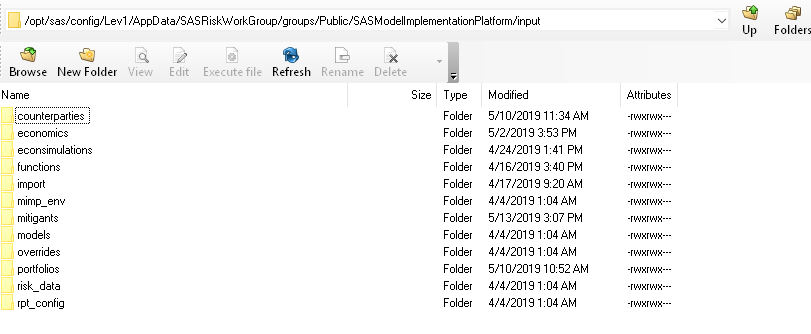 /opt/sas/config/Lev1/AppData/SASRiskWorkGroup/groups/Public/SASModelImplementationPlatform/input
Up Folders
Browse New Folder View Edit Execute file Refresh Rename Delete
Name Size Type Modified Attributes
counterparties Folder 5/10/2019 11:34 AM -rwxrwx---
economics Folder 5/2/2019 3:53 PM -rwxrwx---
econsimulations Folder 4/24/2019 1:41 PM -rwxrwx---
functions Folder 4/16/2019 3:40 PM -rwxrwx---
import Folder 4/17/2019 9:20 AM -rwxrwx---
mimp_env Folder 4/4/2019 1:04 AM -rwxrwx---
mitigants Folder 5/13/2019 3:07 PM -rwxrwx---
models Folder 4/4/2019 1:04 AM -rwxrwx---
overrides Folder 4/4/2019 1:04 AM -rwxrwx---
portfolios Folder 5/10/2019 10:52 AM -rwxrwx---
risk_data Folder 4/4/2019 1:04 AM -rwxrwx---
rpt_config Folder 4/4/2019 1:04 AM -rwxrwx---